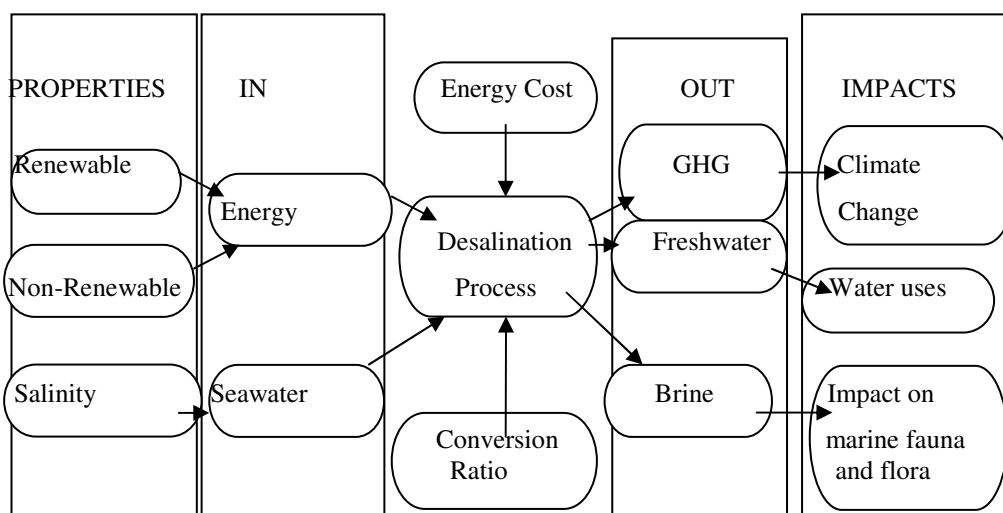 PROPERTIES
IN
Energy Cost
OUT
IMPACTS
Renewable
Energy
Non-Renewable
Salinity
Seawater
Desalination
Process
Conversion
Ratio
GHG
Freshwater
Brine
Climate
Change
Water uses
Impact on
marine fauna
and flora